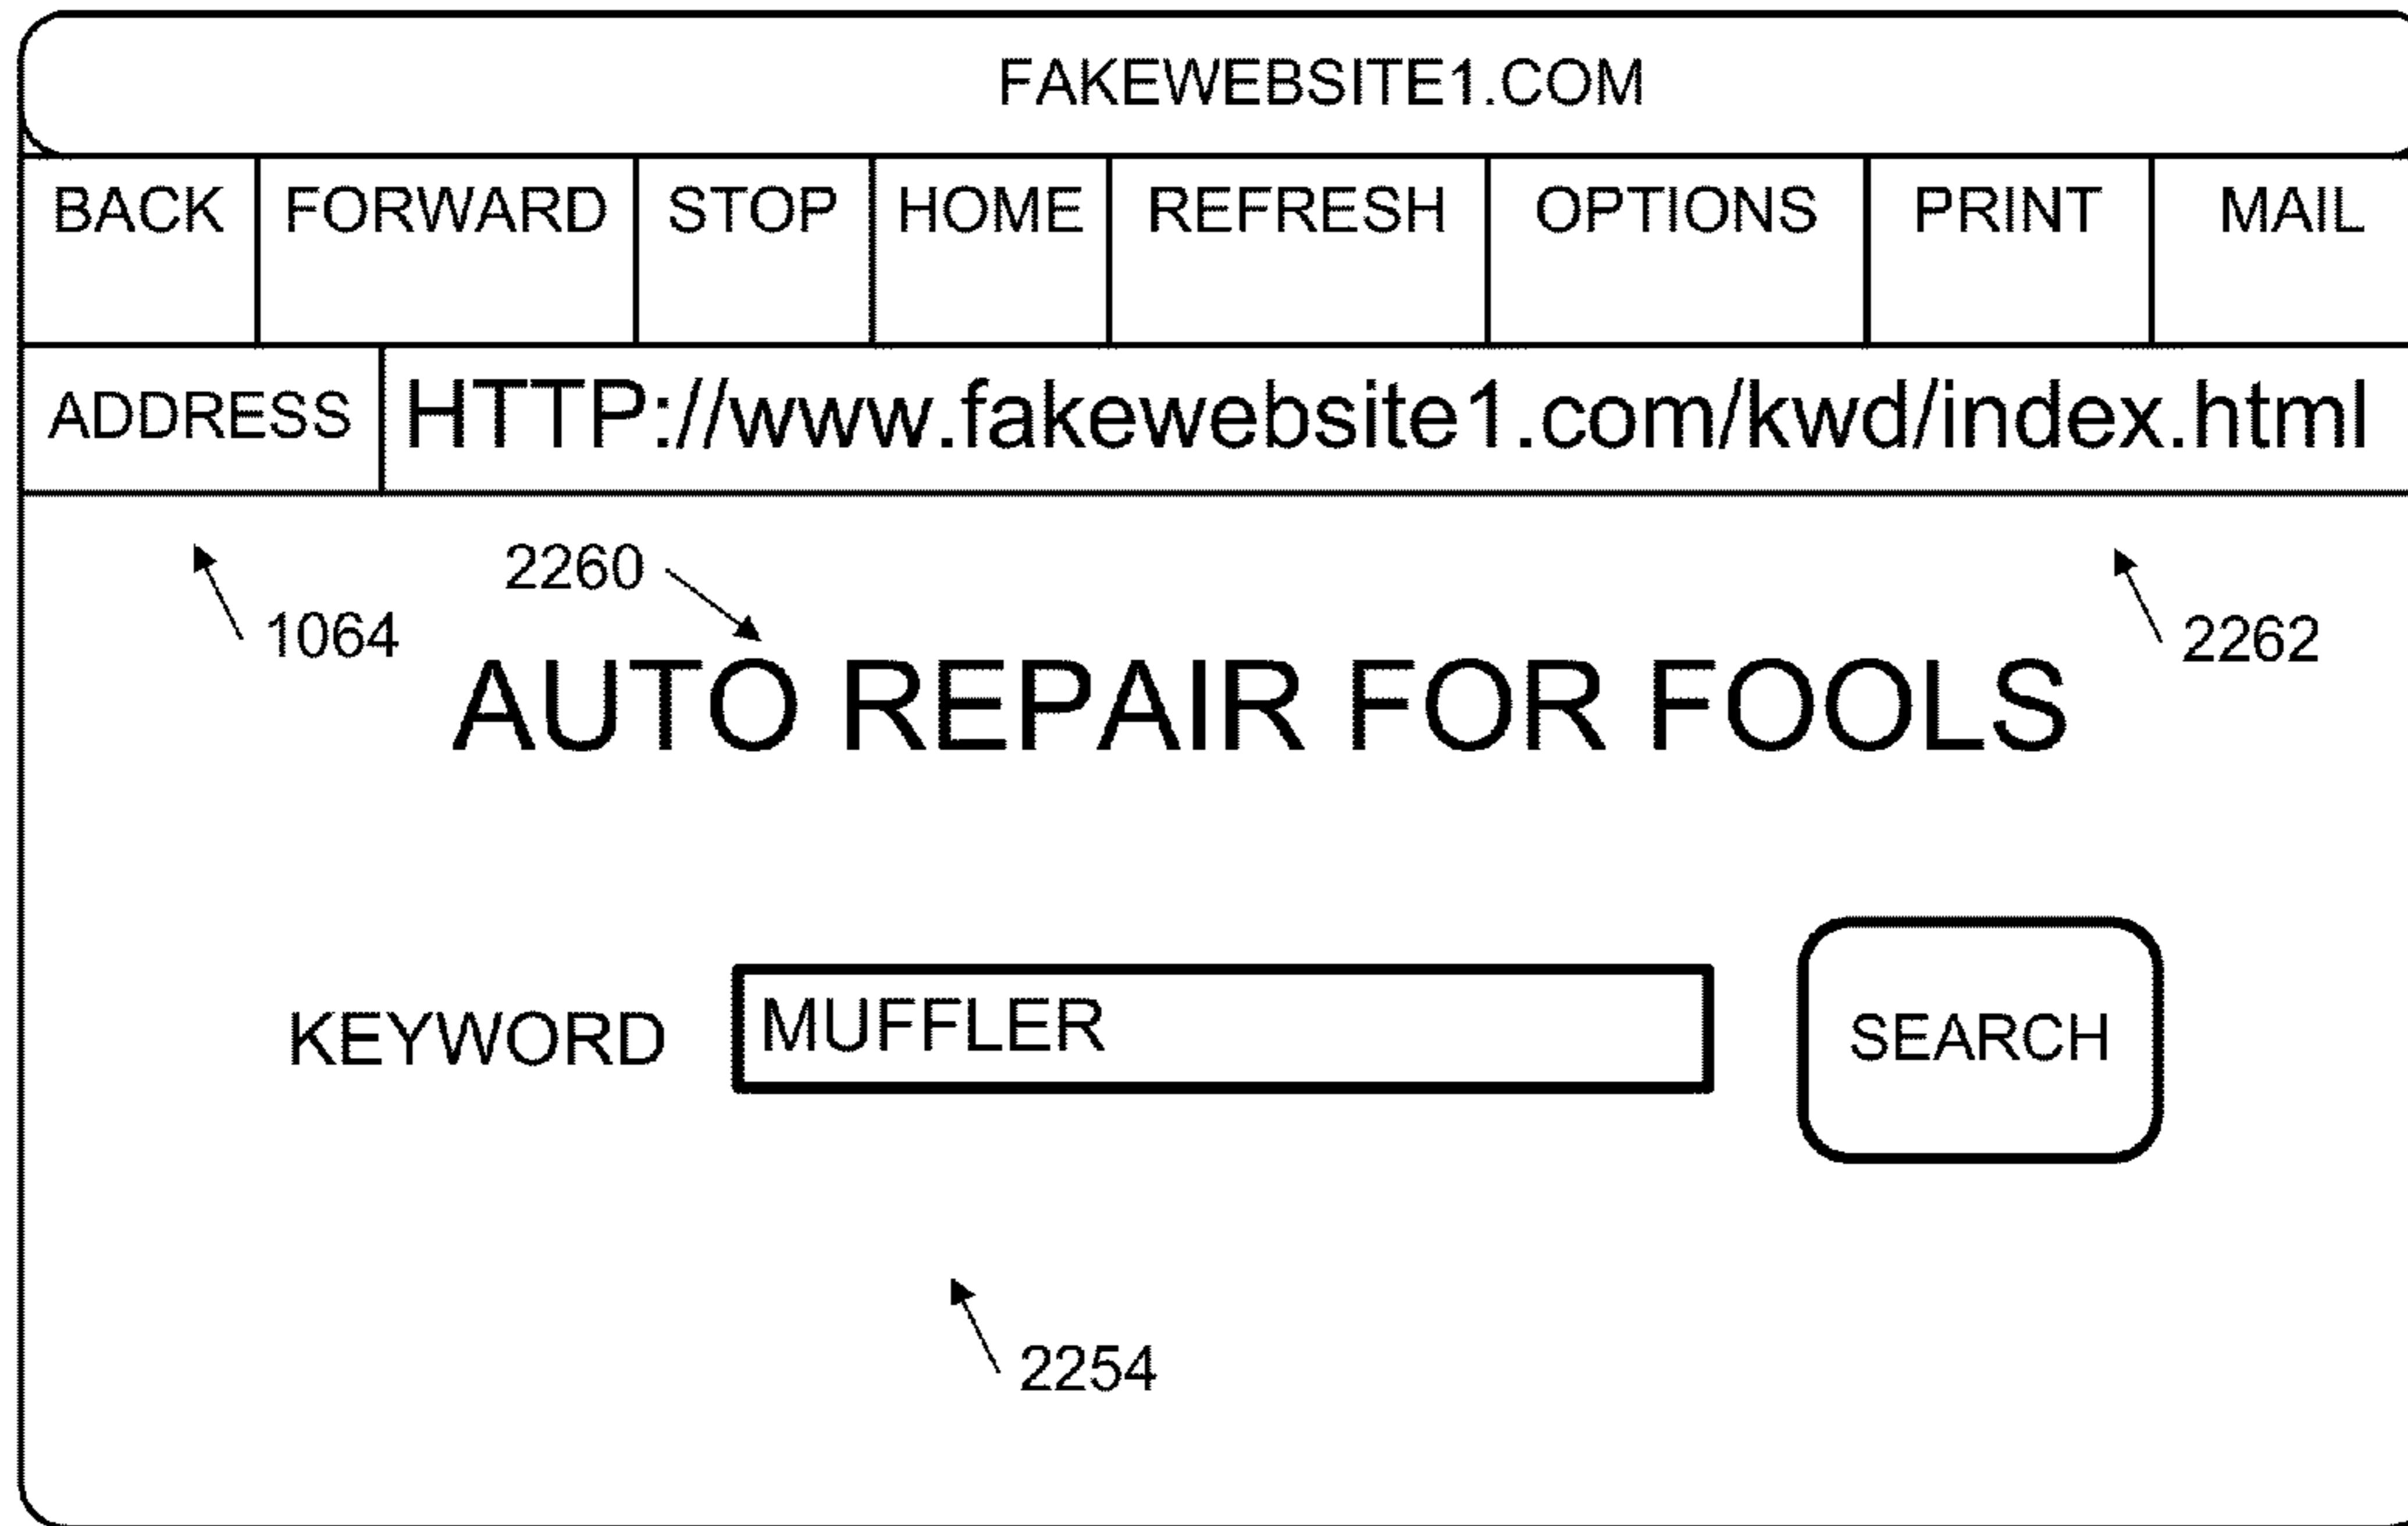 FAKEWEBSITE1.COM
BACK FORWARD STOP HOME REFRESH OPTIONS PRINT MAIL
ADDRESS HTTP://www.fakewebsite1.com/kwd/index.html
2260
1064 2262
AUTO REPAIR FOR FOOLS
KEYWORD MUFFLER SEARCH
2254